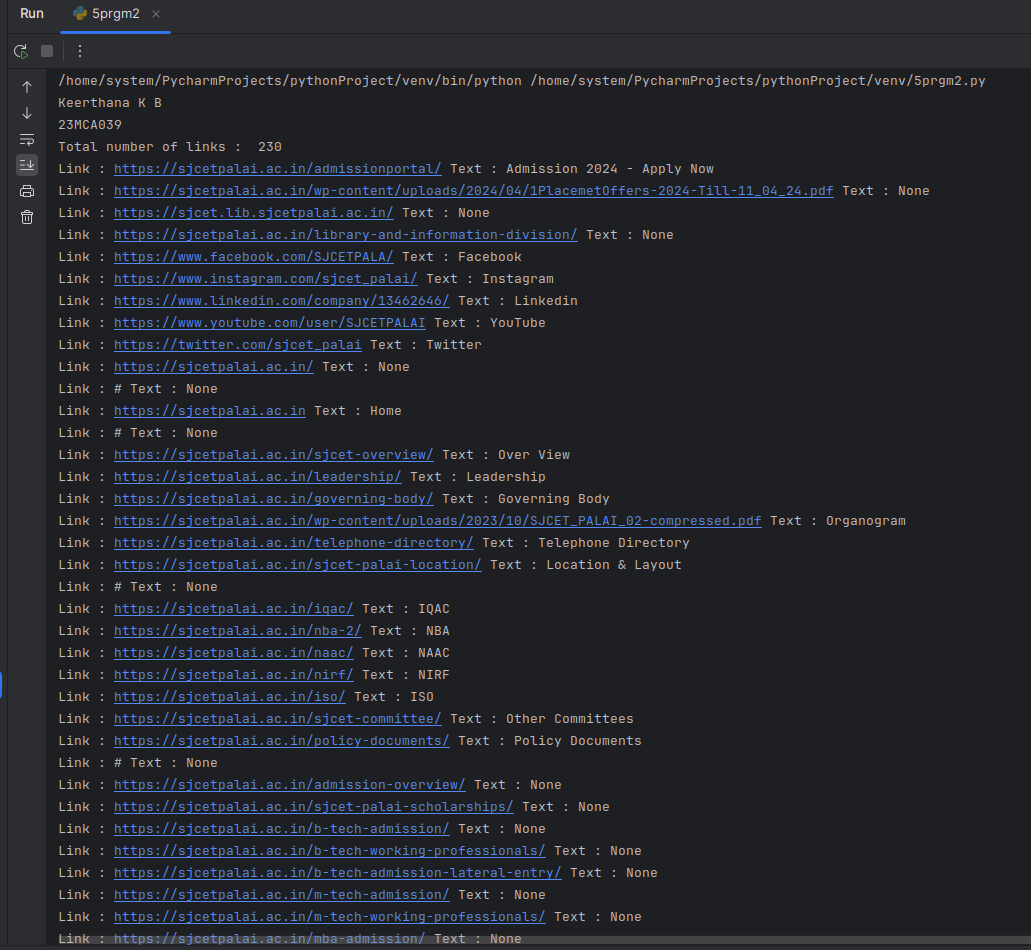 Run 5prgm2
/home/system/PycharmProjects/pythonProject/venv/bin/python /home/system/PycharmProjects/pythonProject/venv/5prgm2.py
Keerthana K B
23MCA039
Total number of links :  230
Link : https://sjcetpalai.ac.in/admissionportal/ Text : Admission 2024 - Apply Now
Link : https://sjcetpalai.ac.in/wp-content/uploads/2024/04/1PlacemetOffers-2024-Till-11_04_24.pdf Text : None
Link : https://sjcet.lib.sjcetpalai.ac.in/ Text : None
Link : https://sjcetpalai.ac.in/library-and-information-division/ Text : None
Link : https://www.facebook.com/SJCETPALA/ Text : Facebook
Link : https://www.instagram.com/sjcet_palai/ Text : Instagram
Link : https://www.linkedin.com/company/13462646/ Text : Linkedin
Link : https://www.youtube.com/user/SJCETPALAI Text : YouTube
Link : https://twitter.com/sjcet_palai Text : Twitter
Link : https://sjcetpalai.ac.in/ Text : None
Link : # Text : None
Link : https://sjcetpalai.ac.in Text : Home
Link : # Text : None
Link : https://sjcetpalai.ac.in/sjcet-overview/ Text : Over View
Link : https://sjcetpalai.ac.in/leadership/ Text : Leadership
Link : https://sjcetpalai.ac.in/governing-body/ Text : Governing Body
Link : https://sjcetpalai.ac.in/wp-content/uploads/2023/10/SJCET_PALAI_02-compressed.pdf Text : Organogram
Link : https://sjcetpalai.ac.in/telephone-directory/ Text : Telephone Directory
Link : https://sjcetpalai.ac.in/sjcet-palai-location/ Text : Location & Layout
Link : # Text : None
Link : https://sjcetpalai.ac.in/iqac/ Text : IQAC
Link : https://sjcetpalai.ac.in/nba-2/ Text : NBA
Link : https://sjcetpalai.ac.in/naac/ Text : NAAC
Link : https://sjcetpalai.ac.in/nirf/ Text : NIRF
Link : https://sjcetpalai.ac.in/iso/ Text : ISO
Link : https://sjcetpalai.ac.in/sjcet-committee/ Text : Other Committees
Link : https://sjcetpalai.ac.in/policy-documents/ Text : Policy Documents
Link : # Text : None
Link : https://sjcetpalai.ac.in/admission-overview/ Text : None
Link : https://sjcetpalai.ac.in/sjcet-palai-scholarships/ Text : None
Link : https://sjcetpalai.ac.in/b-tech-admission/ Text : None
Link : https://sjcetpalai.ac.in/b-tech-working-professionals/ Text : None
Link : https://sjcetpalai.ac.in/b-tech-admission-lateral-entry/ Text : None
Link : https://sjcetpalai.ac.in/m-tech-admission/ Text : None
Link : https://sjcetpalai.ac.in/m-tech-working-professionals/ Text : None
Link : https://sjcetpalai.ac.in/mba-admission/ Text : None